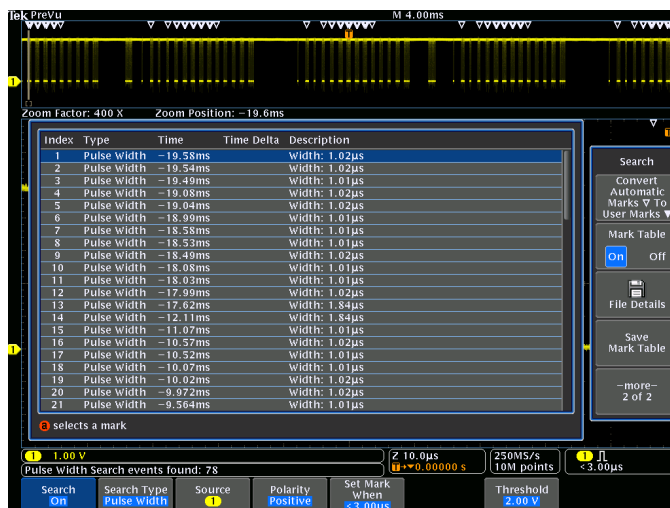 Tek PreVu
M 4.00ms
T
1
Zoom Factor: 400 X
Zoom Position: −19.6ms
Index Type Time Time Delta Description
1 Pulse Width −19.58ms Width: 1.02µs
2 Pulse Width −19.54ms Width: 1.02µs
3 Pulse Width −19.49ms Width: 1.01µs
4 Pulse Width −19.08ms Width: 1.02µs
5 Pulse Width −19.04ms Width: 1.02µs
6 Pulse Width −18.99ms Width: 1.01µs
7 Pulse Width −18.58ms Width: 1.01µs
8 Pulse Width −18.53ms Width: 1.01µs
9 Pulse Width −18.49ms Width: 1.02µs
10 Pulse Width −18.08ms Width: 1.01µs
11 Pulse Width −18.03ms Width: 1.01µs
12 Pulse Width −17.99ms Width: 1.02µs
13 Pulse Width −17.62ms Width: 1.84µs
14 Pulse Width −12.11ms Width: 1.84µs
15 Pulse Width −11.07ms Width: 1.01µs
16 Pulse Width −10.57ms Width: 1.02µs
17 Pulse Width −10.52ms Width: 1.01µs
18 Pulse Width −10.07ms Width: 1.01µs
19 Pulse Width −10.02ms Width: 1.02µs
20 Pulse Width −9.972ms Width: 1.02µs
21 Pulse Width −9.564ms Width: 1.01µs
a selects a mark
Search
Convert
Automatic
Marks ∇ To
User Marks ▼
Mark Table
On Off
File Details
Save
Mark Table
−more−
2 of 2
1
1 1.00 V
Z 10.0µs
T→▼0.00000 s
250MS/s
10M points
1
<3.00µs
Pulse Width Search events found: 78
Search
On
Search Type
Pulse Width
Source
1
Polarity
Positive
Set Mark
When
<3.00µs
Threshold
2.00 V